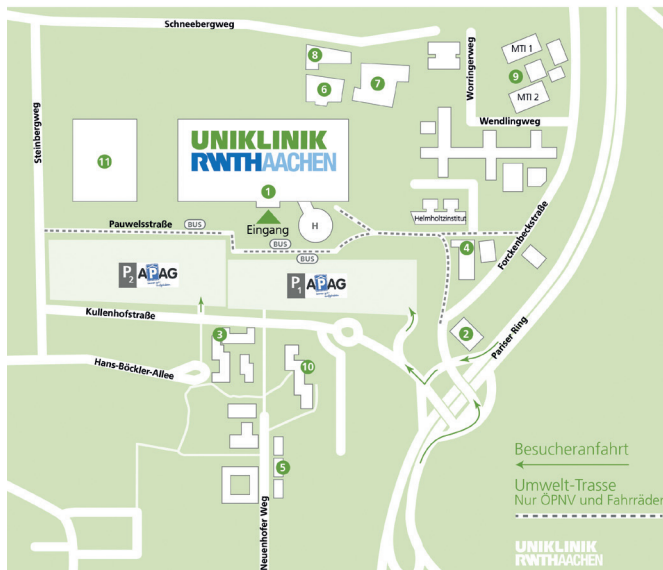 Schneebergweg
Steinbergweg
Worringerweg
MTI 1
9
MTI 2
Wendlingweg
8
6
7
11
UNIKLINIK
RWTHAACHEN
1
Eingang
H
Helmholtzinstitut
Pauwelsstraße
BUS
BUS
BUS
4
Forckenbeckstraße
P2 APAG
P1 APAG
Kullenhofstraße
2
Pariser Ring
3
10
Hans-Böckler-Allee
5
Neuenhofer Weg
Besucheranfahrt
Umwelt-Trasse
Nur ÖPNV und Fahrräder
UNIKLINIK
RWTHAACHEN